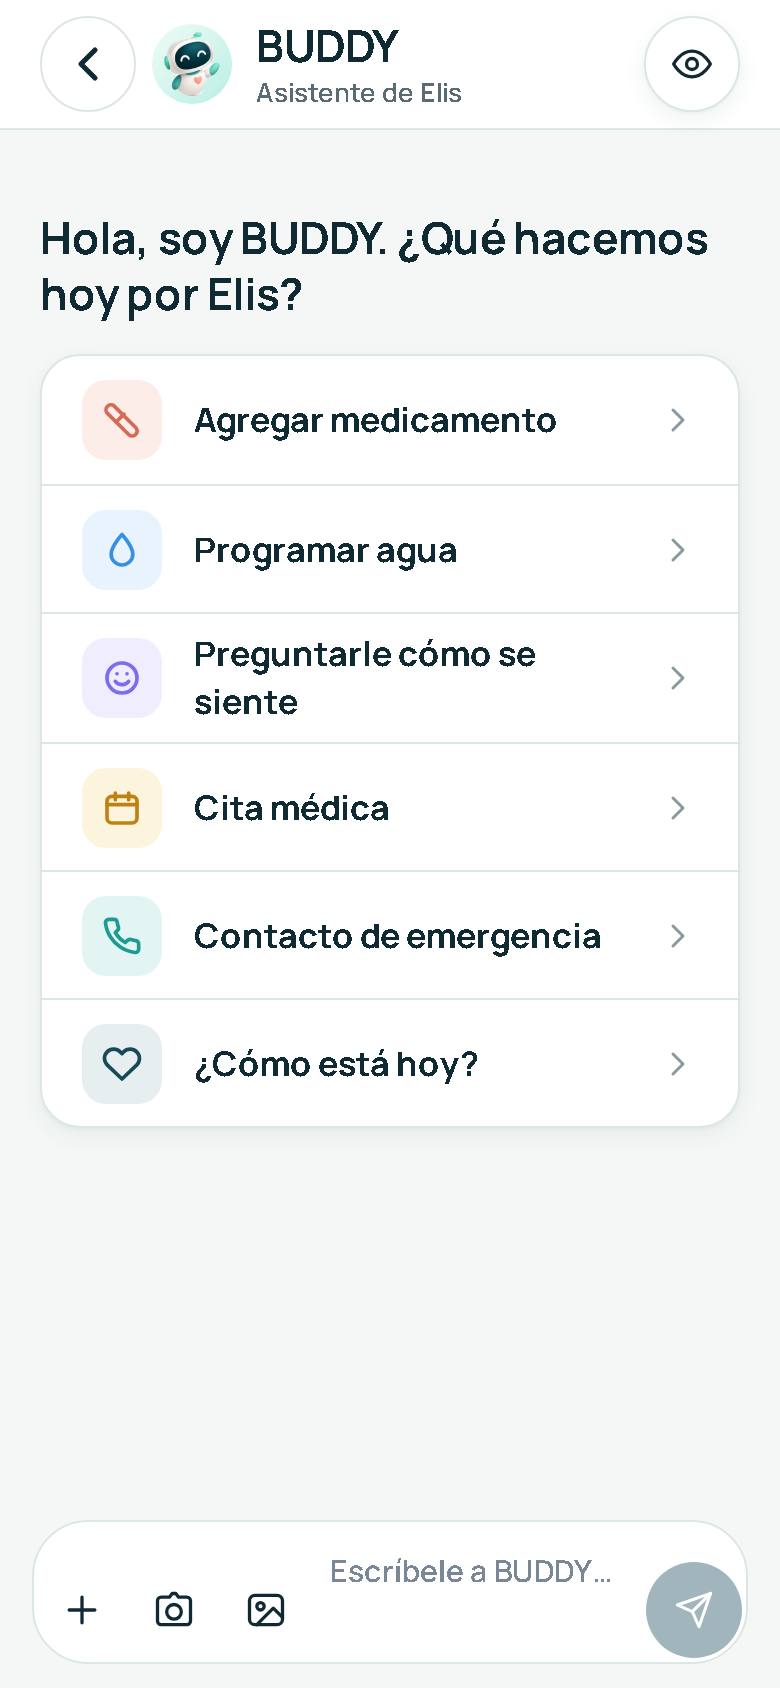 BUDDY
Asistente de Elis
Hola, soy BUDDY. ¿Qué hacemos
hoy por Elis?
Agregar medicamento
Programar agua
Preguntarle cómo se
siente
Cita médica
Contacto de emergencia
¿Cómo está hoy?
Escríbele a BUDDY...